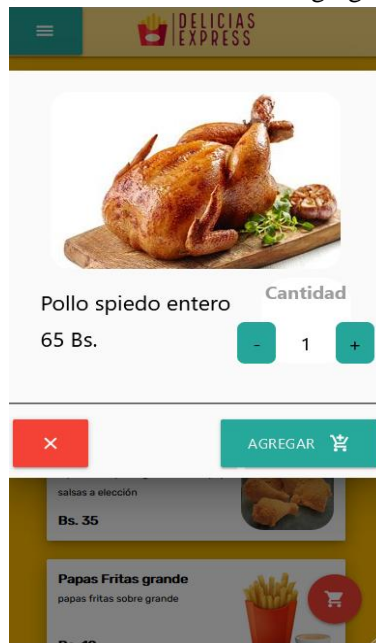 DELICIAS
EXPRESS
Pollo spiedo entero
65 Bs.
Cantidad
- 1 +
×
AGREGAR
salsas a elección
Bs. 35
Papas Fritas grande
papas fritas sobre grande